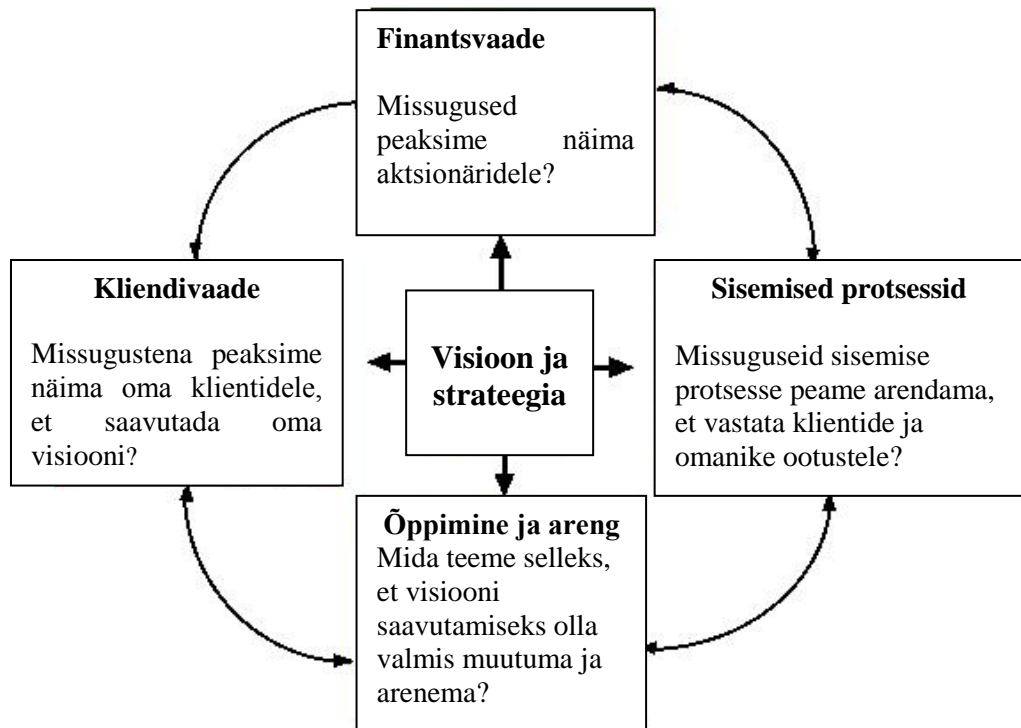 Finantsvaade
Missugused
peaksime näima
aktsionäridele?
Kliendivaade
Missugustena peaksime
näima oma klientidele,
et saavutada oma
visiooni?
Visioon ja
strateegia
Sisemised protsessid
Missuguseid sisemise
protsesse peame arendama,
et vastata klientide ja
omanike ootustele?
Õppimine ja areng
Mida teeme selleks,
et visiooni
saavutamiseks olla
valmis muutuma ja
arenema?